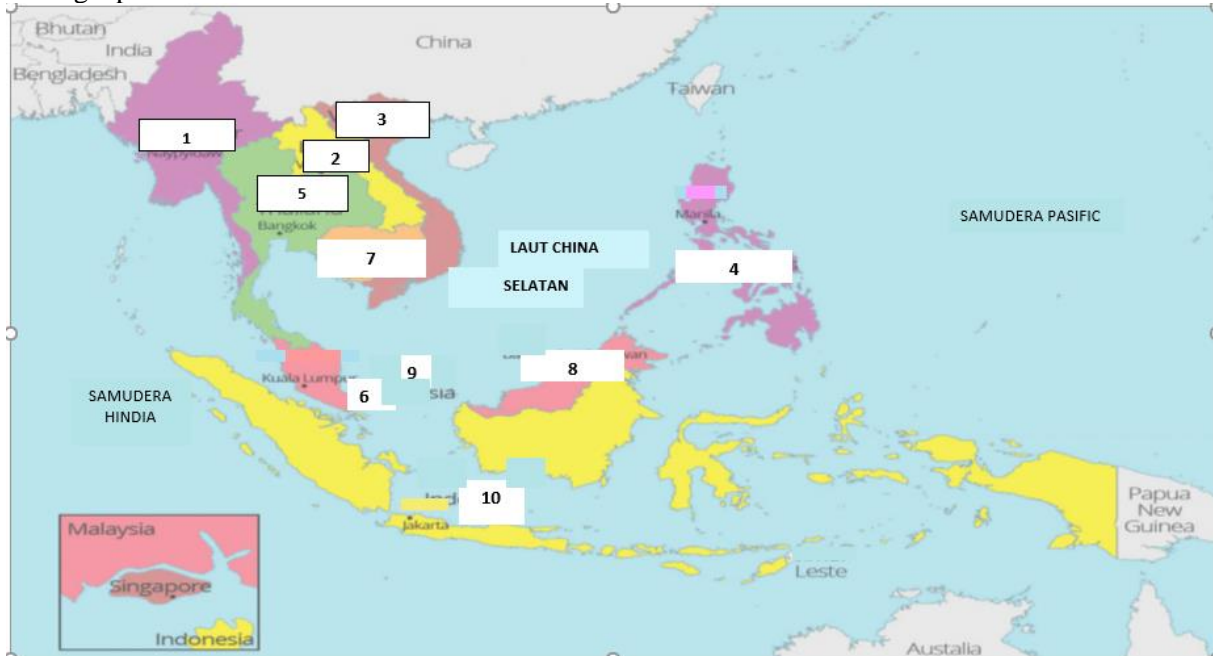 Bhutan
India
Bengladesh
China
Taiwan
3
1
2
5
Bangkok
7
LAUT CHINA
SELATAN
Manila
4
SAMUDERA PASIFIC
SAMUDERA
HINDIA
Kuala Lumpur
9
6
8
10
Jakarta
Papua
New
Guinea
Leste
Malaysia
Singapore
Indonesia
Austalia